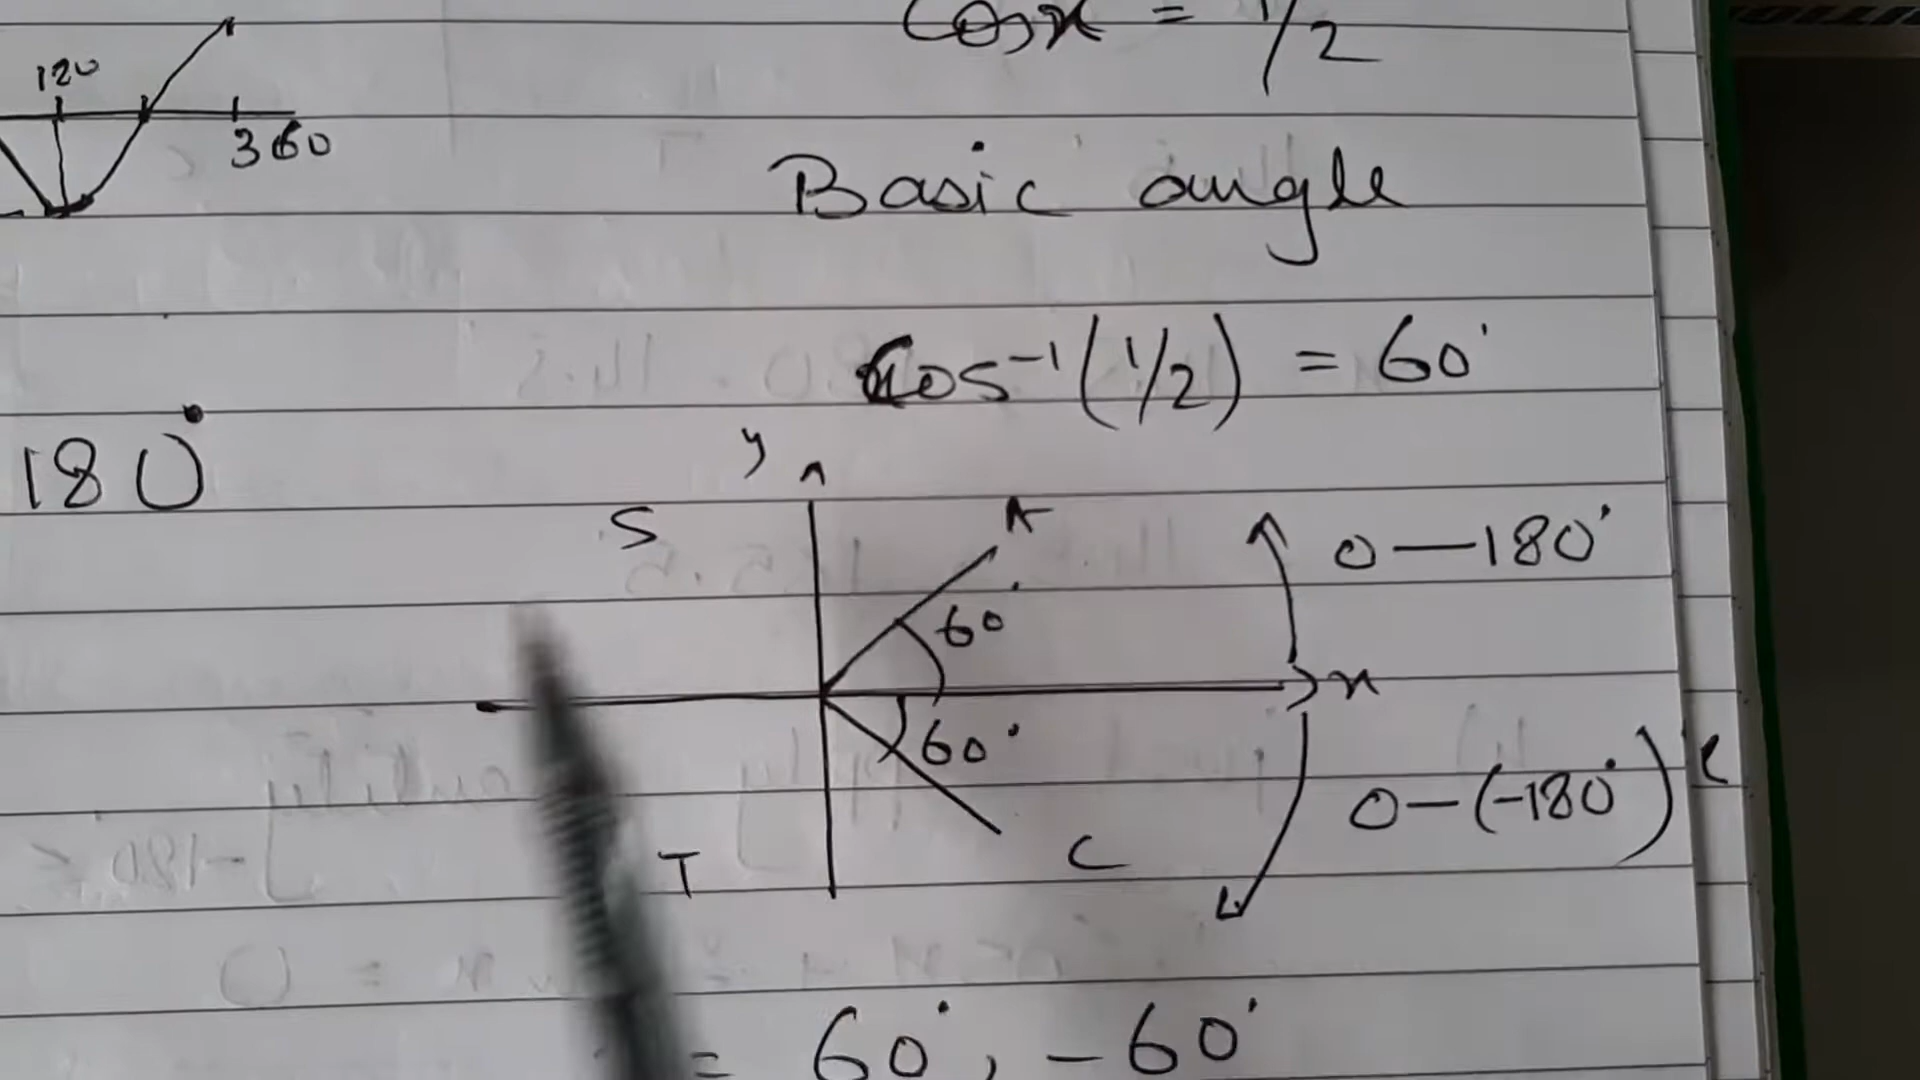 cos x = 1/2
120
360
Basic angle
cos⁻¹(1/2) = 60°
180°
y
S
A
0—180°
60°
x
60°
0—(-180°)
T
C
= 60°, -60°